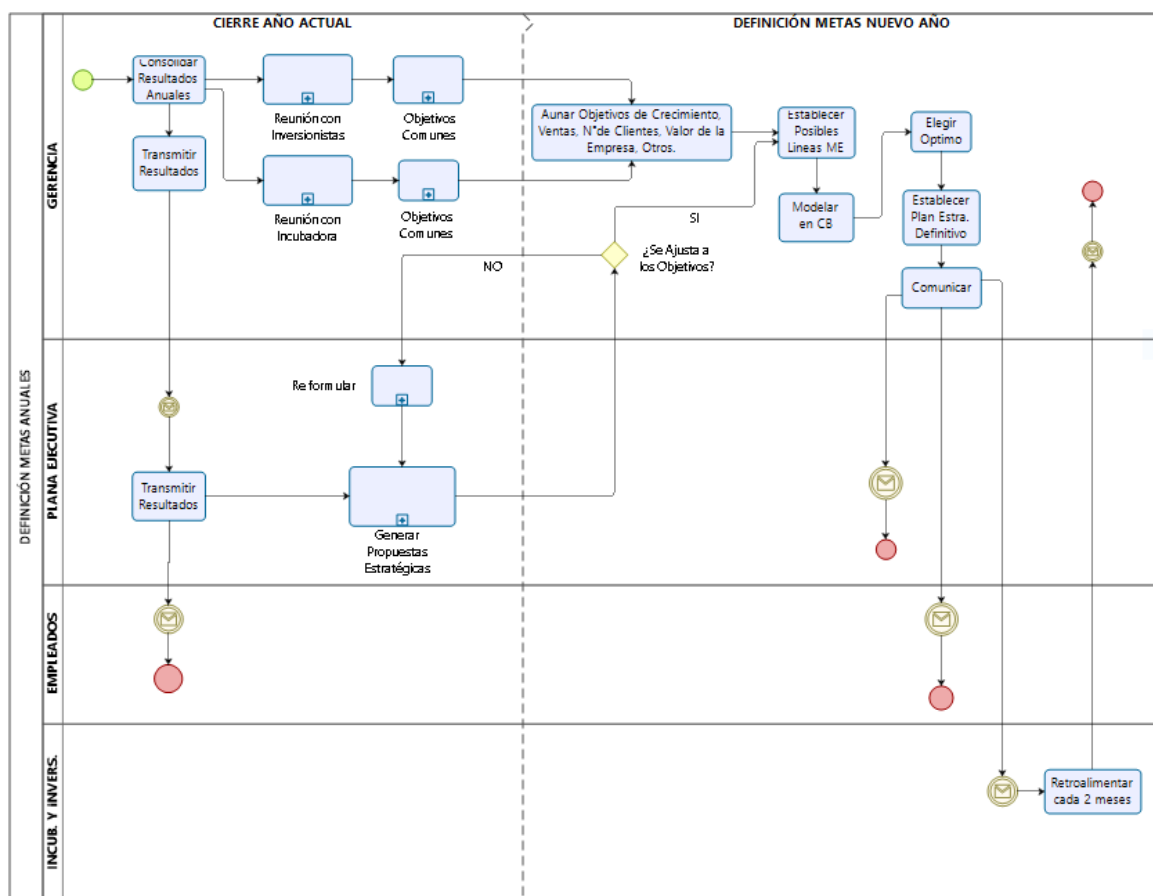 CIERRE AÑO ACTUAL
DEFINICIÓN METAS NUEVO AÑO
DEFINICIÓN METAS ANUALES
GERENCIA
Consolidar
Resultados
Anuales
Reunión con
Inversionistas
Objetivos
Comunes
Transmitir
Resultados
Reunión con
Incubadora
Objetivos
Comunes
Aunar Objetivos de Crecimiento,
Ventas, N°de Clientes, Valor de la
Empresa, Otros.
Establecer
Posibles
Lineas ME
Elegir
Optimo
Modelar
en CB
Establecer
Plan Estra.
Definitivo
SI
¿Se Ajusta a
los Objetivos?
NO
Comunicar
PLANA EJECUTIVA
Re formular
Transmitir
Resultados
Generar
Propuestas
Estratégicas
EMPLEADOS
INCUB. Y INVERS.
Retroalimentar
cada 2 meses